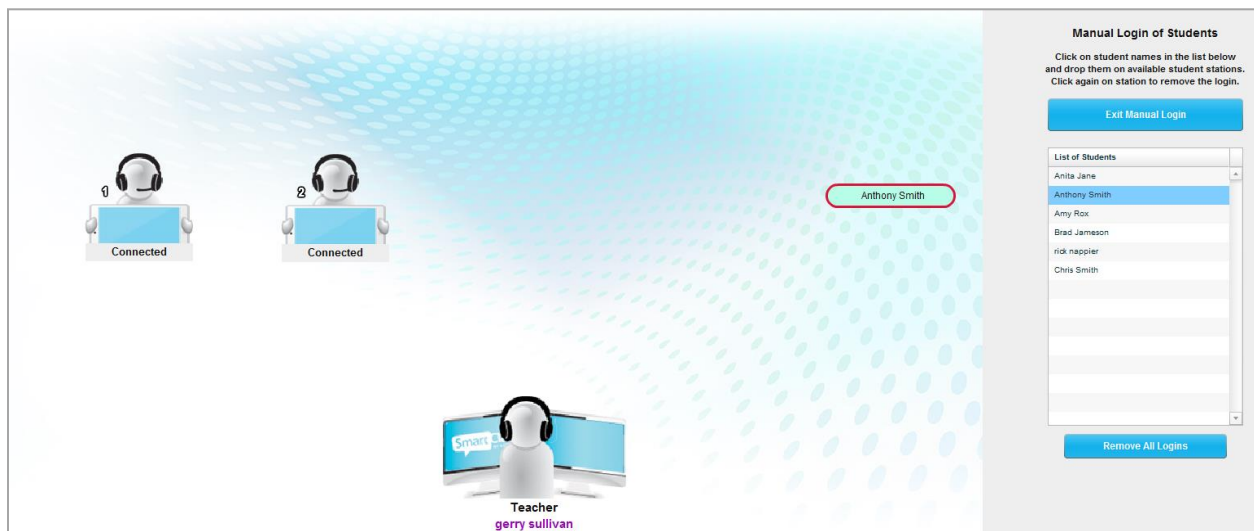 Manual Login of Students
Click on student names in the list below
and drop them on available student stations.
Click again on station to remove the login.
Exit Manual Login
List of Students
Anita Jane
Anthony Smith
Amy Rox
Brad Jameson
rick nappier
Chris Smith
Remove All Logins
1
2
Connected
Connected
Anthony Smith
Smart
Teacher
gerry sullivan